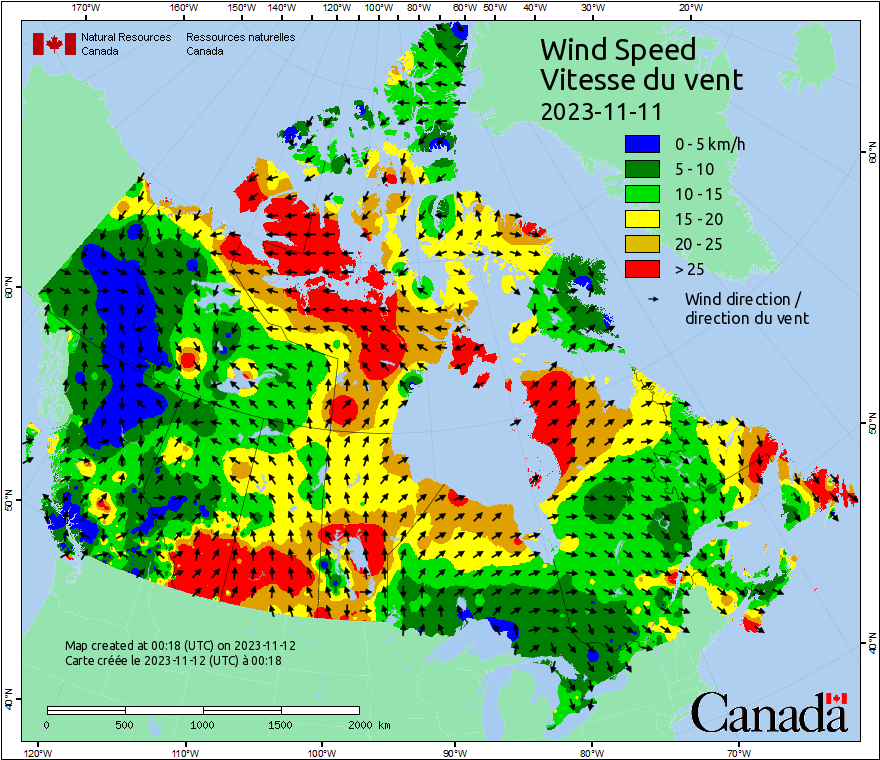 170°W 160°W 150°W 140°W 120°W 100°W 80°W 60°W 50°W 40°W 30°W 20°W
Natural Resources Ressources naturelles
Canada Canada
Wind Speed
Vitesse du vent
2023-11-11
0 - 5 km/h
5 - 10
10 - 15
15 - 20
20 - 25
> 25
Wind direction /
direction du vent
60°N
60°N
50°N
50°N
40°N
40°N
Map created at 00:18 (UTC) on 2023-11-12
Carte créée le 2023-11-12 (UTC) à 00:18
0 500 1000 1500 2000 km
Canada
120°W 110°W 100°W 90°W 80°W 70°W